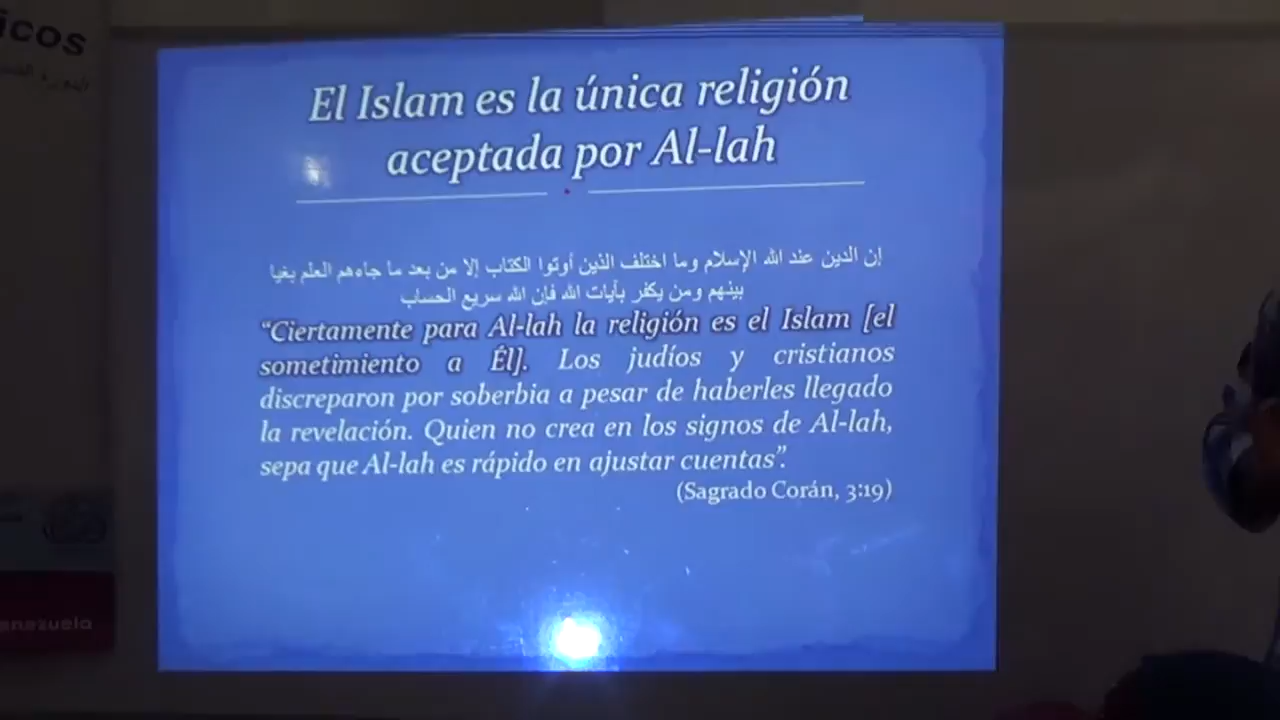 icos
El Islam es la única religión
aceptada por Al-lah
إن الدين عند الله الإسلام وما اختلف الذين أوتوا الكتاب إلا من بعد ما جاءهم العلم بغيا
بينهم ومن يكفر بآيات الله فإن الله سريع الحساب
“Ciertamente para Al-lah la religión es el Islam [el
sometimiento a Él]. Los judíos y cristianos
discreparon por soberbia a pesar de haberles llegado
la revelación. Quien no crea en los signos de Al-lah,
sepa que Al-lah es rápido en ajustar cuentas”.
(Sagrado Corán, 3:19)
enezuela